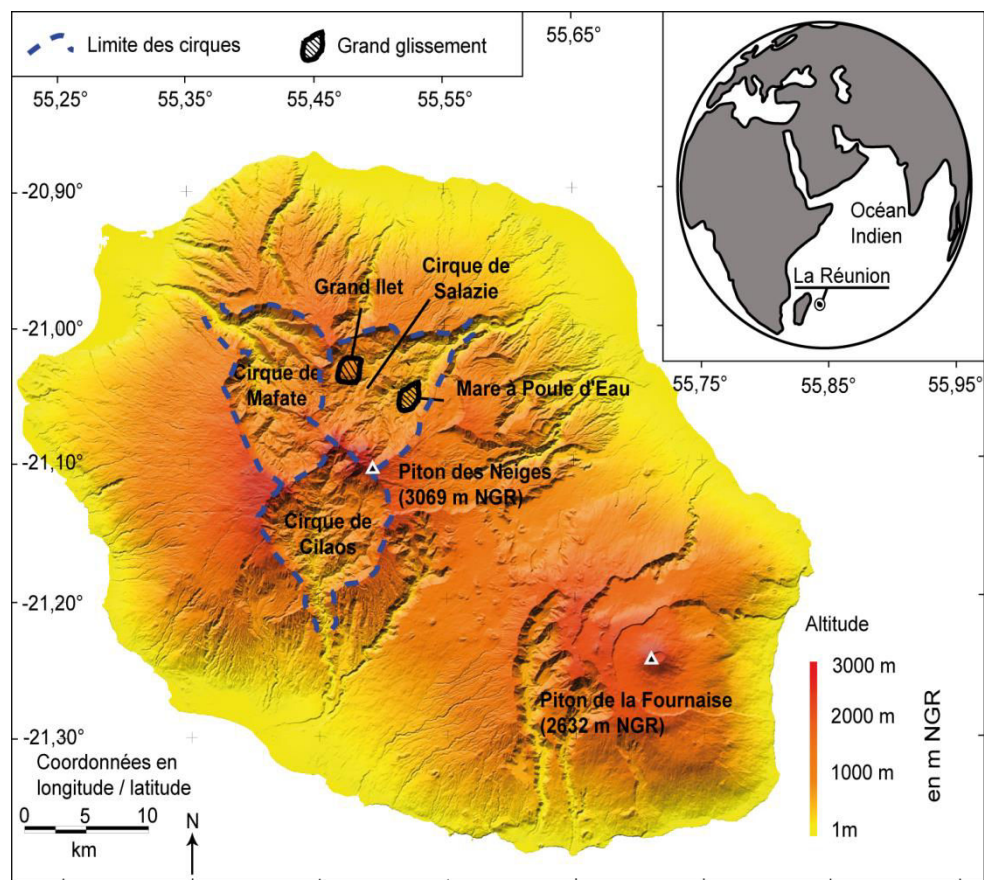 Limite des cirques
Grand glissement
55,65°
55,25°
55,35°
55,45°
55,55°
-20,90°
Océan
Indien
La Réunion
Cirque de
Salazie
Grand Ilet
-21,00°
55,75°
55,85°
55,95°
Cirque de
Mafate
Mare à Poule d'Eau
-21,10°
Piton des Neiges
(3069 m NGR)
Cirque de
Cilaos
-21,20°
Altitude
3000 m
2000 m
1000 m
1m
en m NGR
Piton de la Fournaise
(2632 m NGR)
-21,30°
Coordonnées en
longitude / latitude
0 5 10
km
N